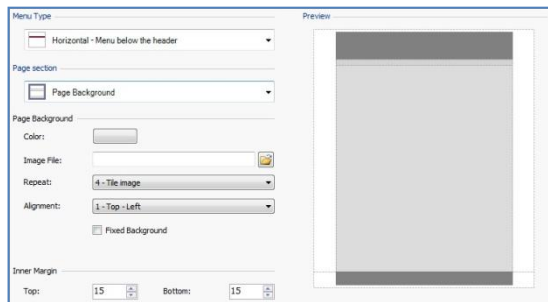 Menu Type
Horizontal - Menu below the header
Page section
Page Background
Page Background
Color:
Image File:
Repeat: 4 - Tile image
Alignment: 1 - Top - Left
Fixed Background
Inner Margin
Top: 15 Bottom: 15
Preview